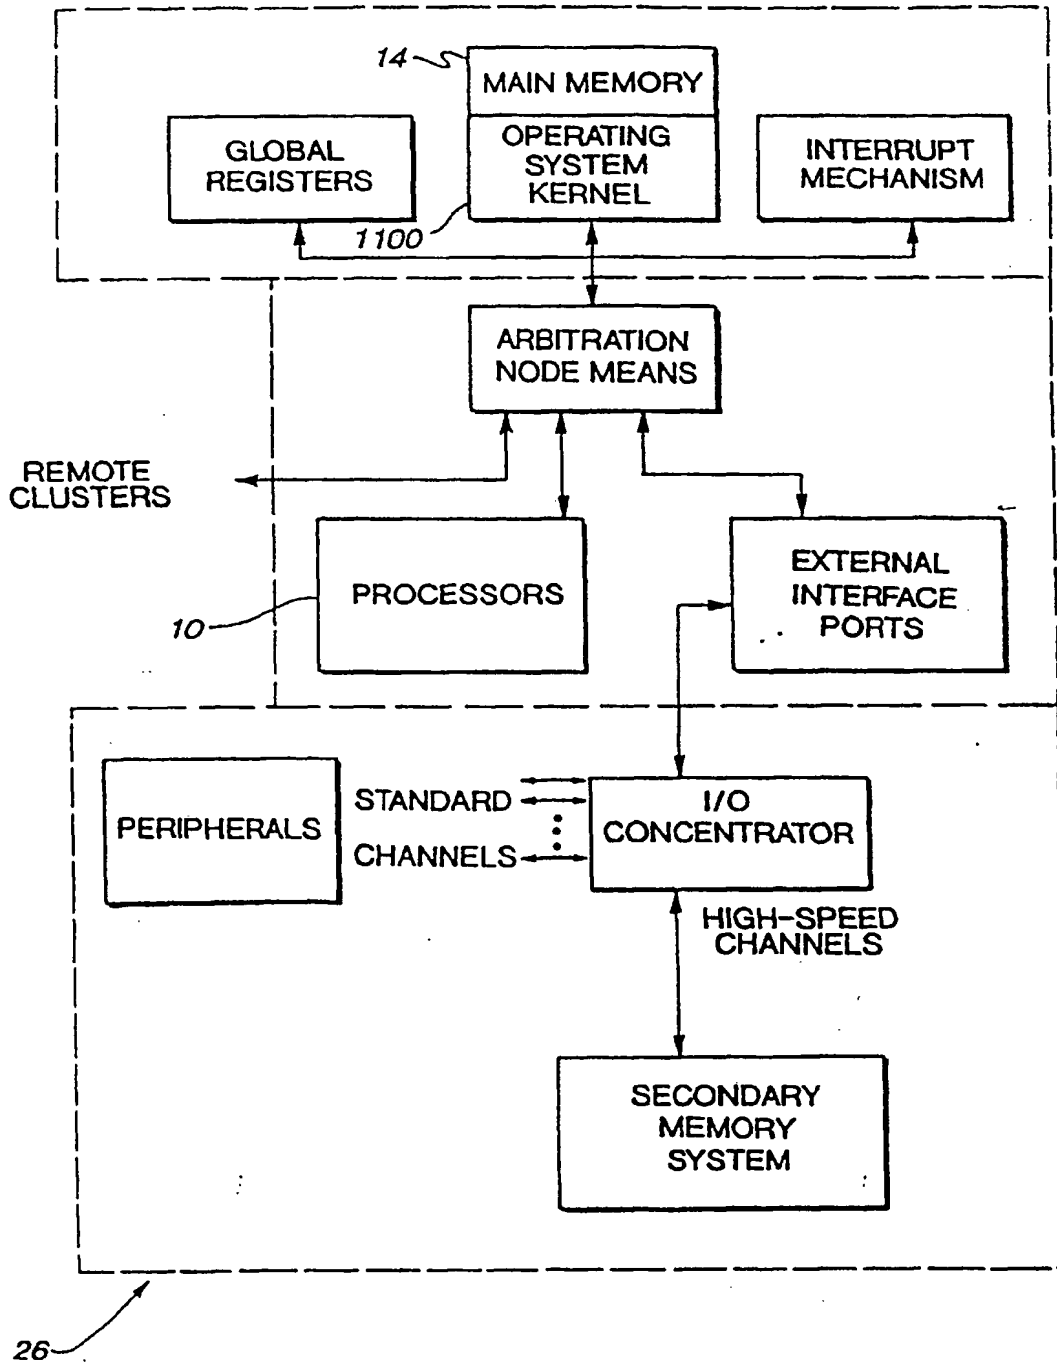 14
MAIN MEMORY
GLOBAL
REGISTERS
OPERATING
SYSTEM
KERNEL
INTERRUPT
MECHANISM
1100
ARBITRATION
NODE MEANS
REMOTE
CLUSTERS
PROCESSORS
10
EXTERNAL
INTERFACE
PORTS
PERIPHERALS
STANDARD
CHANNELS
I/O
CONCENTRATOR
HIGH-SPEED
CHANNELS
SECONDARY
MEMORY
SYSTEM
26